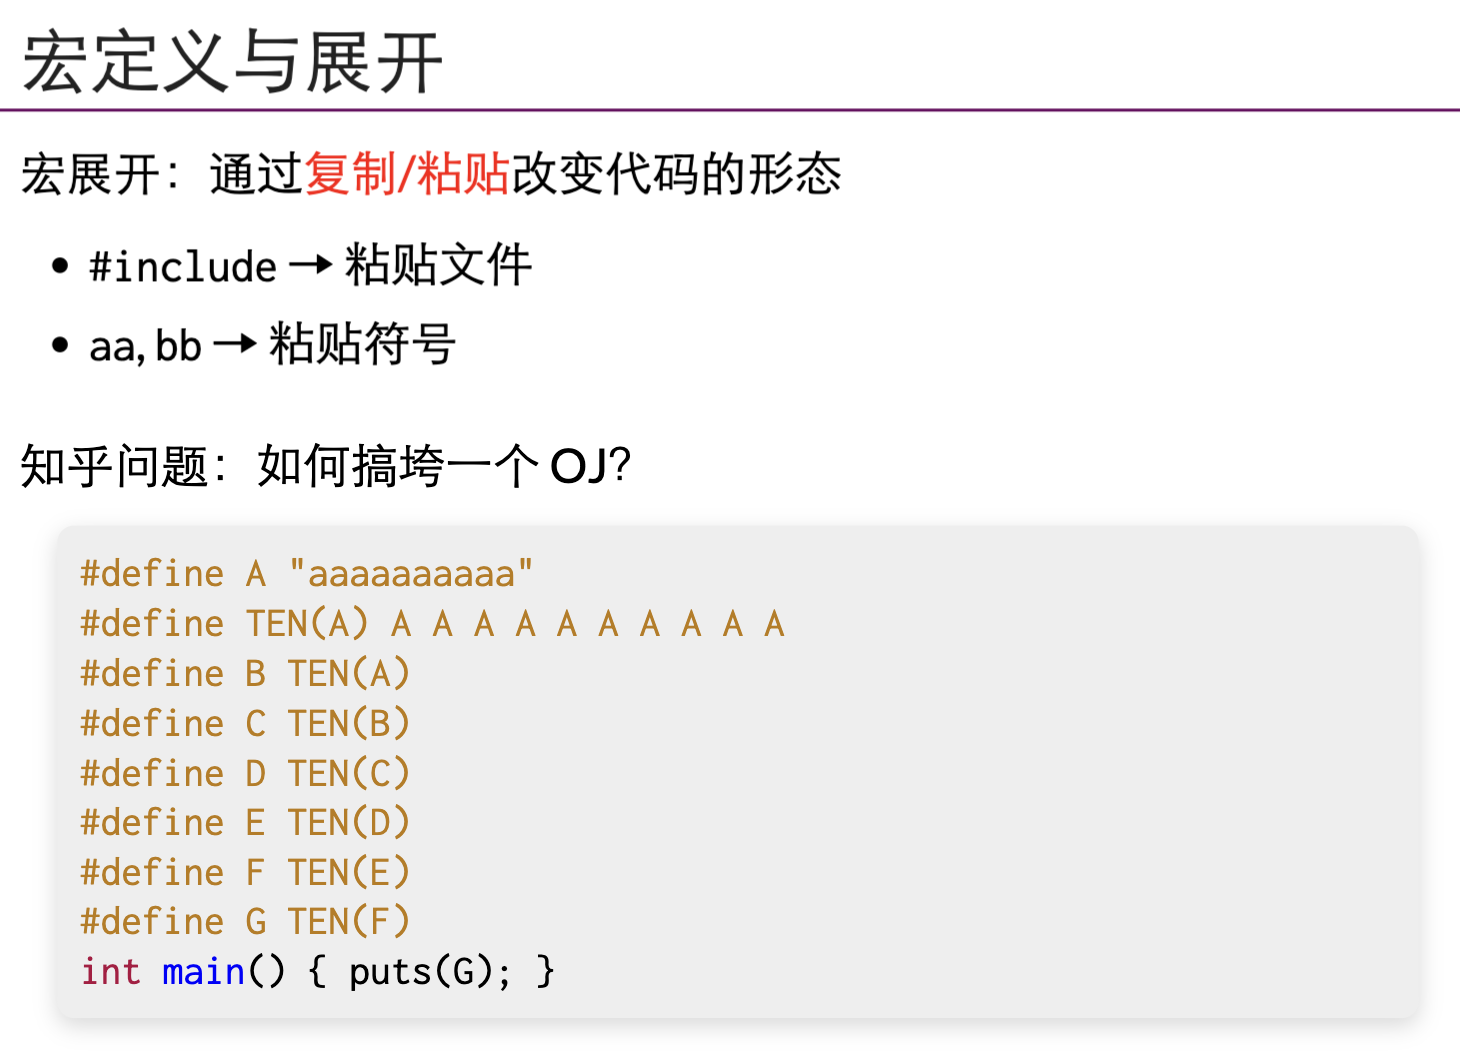 宏定义与展开
宏展开：通过复制/粘贴改变代码的形态
• #include → 粘贴文件
• aa, bb → 粘贴符号
知乎问题：如何搞垮一个 OJ?
#define A "aaaaaaaaaa"
#define TEN(A) A A A A A A A A A A
#define B TEN(A)
#define C TEN(B)
#define D TEN(C)
#define E TEN(D)
#define F TEN(E)
#define G TEN(F)
int main() { puts(G); }